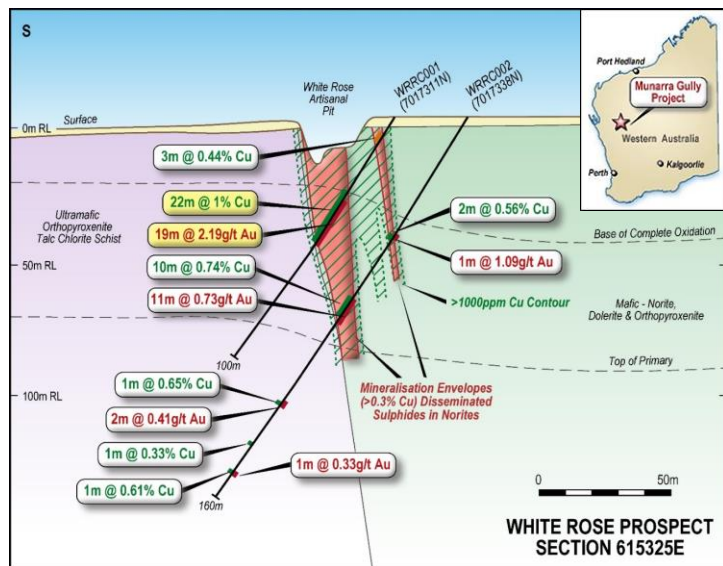 S
White Rose
Artisanal
Pit
WRRC001
(7017311N)
WRRC002
(7017338N)
Port Hedland
Munarra Gully
Project
Western Australia
Perth
Kalgoorlie
0m RL
Surface
3m @ 0.44% Cu
22m @ 1% Cu
19m @ 2.19g/t Au
2m @ 0.56% Cu
1m @ 1.09g/t Au
Ultramafic
Orthopyroxenite
Talc Chlorite Schist
Base of Complete Oxidation
50m RL
10m @ 0.74% Cu
11m @ 0.73g/t Au
>1000ppm Cu Contour
Mafic - Norite,
Dolerite & Orthopyroxenite
Top of Primary
100m
100m RL
1m @ 0.65% Cu
2m @ 0.41g/t Au
1m @ 0.33% Cu
1m @ 0.61% Cu
1m @ 0.33g/t Au
160m
Mineralisation Envelopes
(>0.3% Cu) Disseminated
Sulphides in Norites
0
50m
WHITE ROSE PROSPECT
SECTION 615325E